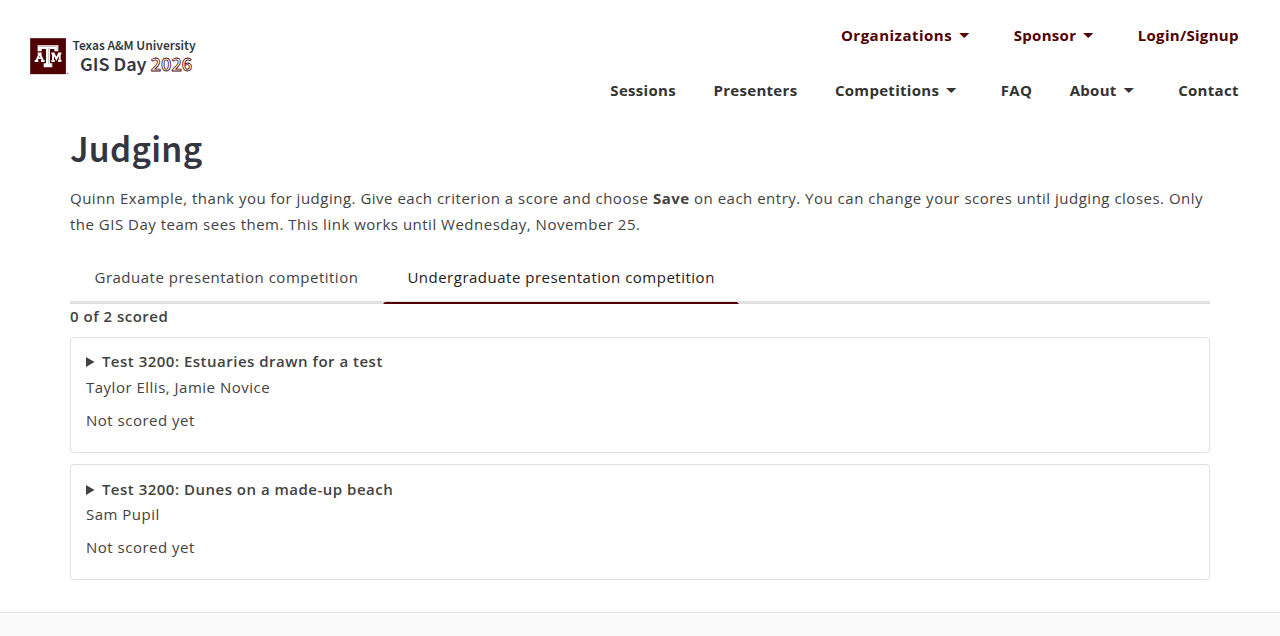 Organizations
Sponsor
Login/Signup
Texas A&M University
GIS Day 2026
ATM
Sessions
Presenters
Competitions
FAQ
About
Contact
Judging
Quinn Example, thank you for judging. Give each criterion a score and choose Save on each entry. You can change your scores until judging closes. Only
the GIS Day team sees them. This link works until Wednesday, November 25.
Graduate presentation competition
Undergraduate presentation competition
0 of 2 scored
Test 3200: Estuaries drawn for a test
Taylor Ellis, Jamie Novice
Not scored yet
Test 3200: Dunes on a made-up beach
Sam Pupil
Not scored yet